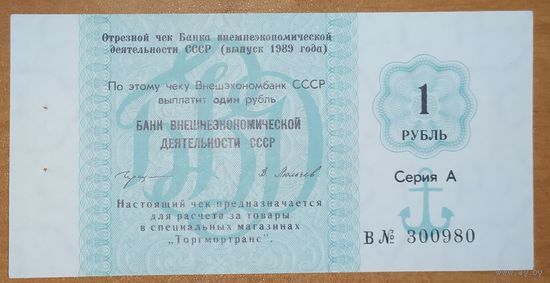 Отрезной чек Банка внешнеэкономической
деятельности СССР (выпуск 1989 года)
По этому чеку Внешэкономбанк СССР
выплатит один рубль
БАНК ВНЕШНЕЭКОНОМИЧЕСКОЙ
ДЕЯТЕЛЬНОСТИ СССР
Настоящий чек предназначается
для расчета за товары
в специальных магазинах
„Торгмортранс".
1
РУБЛЬ
Серия А
В № 300980